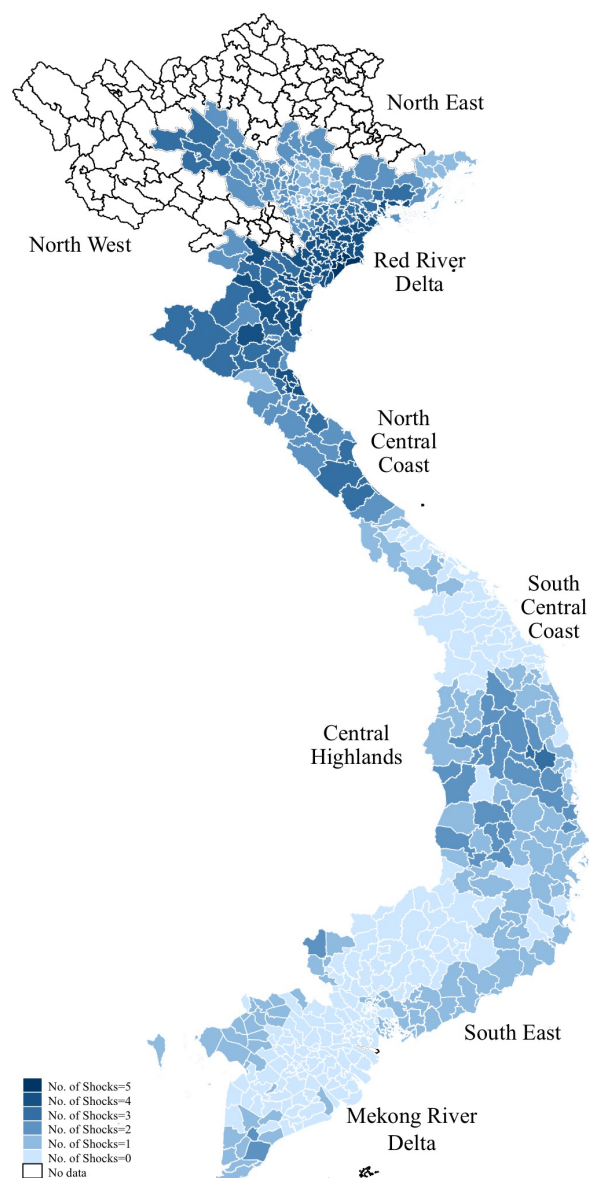 North East
North West
Red River
Delta
North
Central
Coast
South
Central
Coast
Central
Highlands
South East
Mekong River
Delta
No. of Shocks=5
No. of Shocks=4
No. of Shocks=3
No. of Shocks=2
No. of Shocks=1
No. of Shocks=0
No data